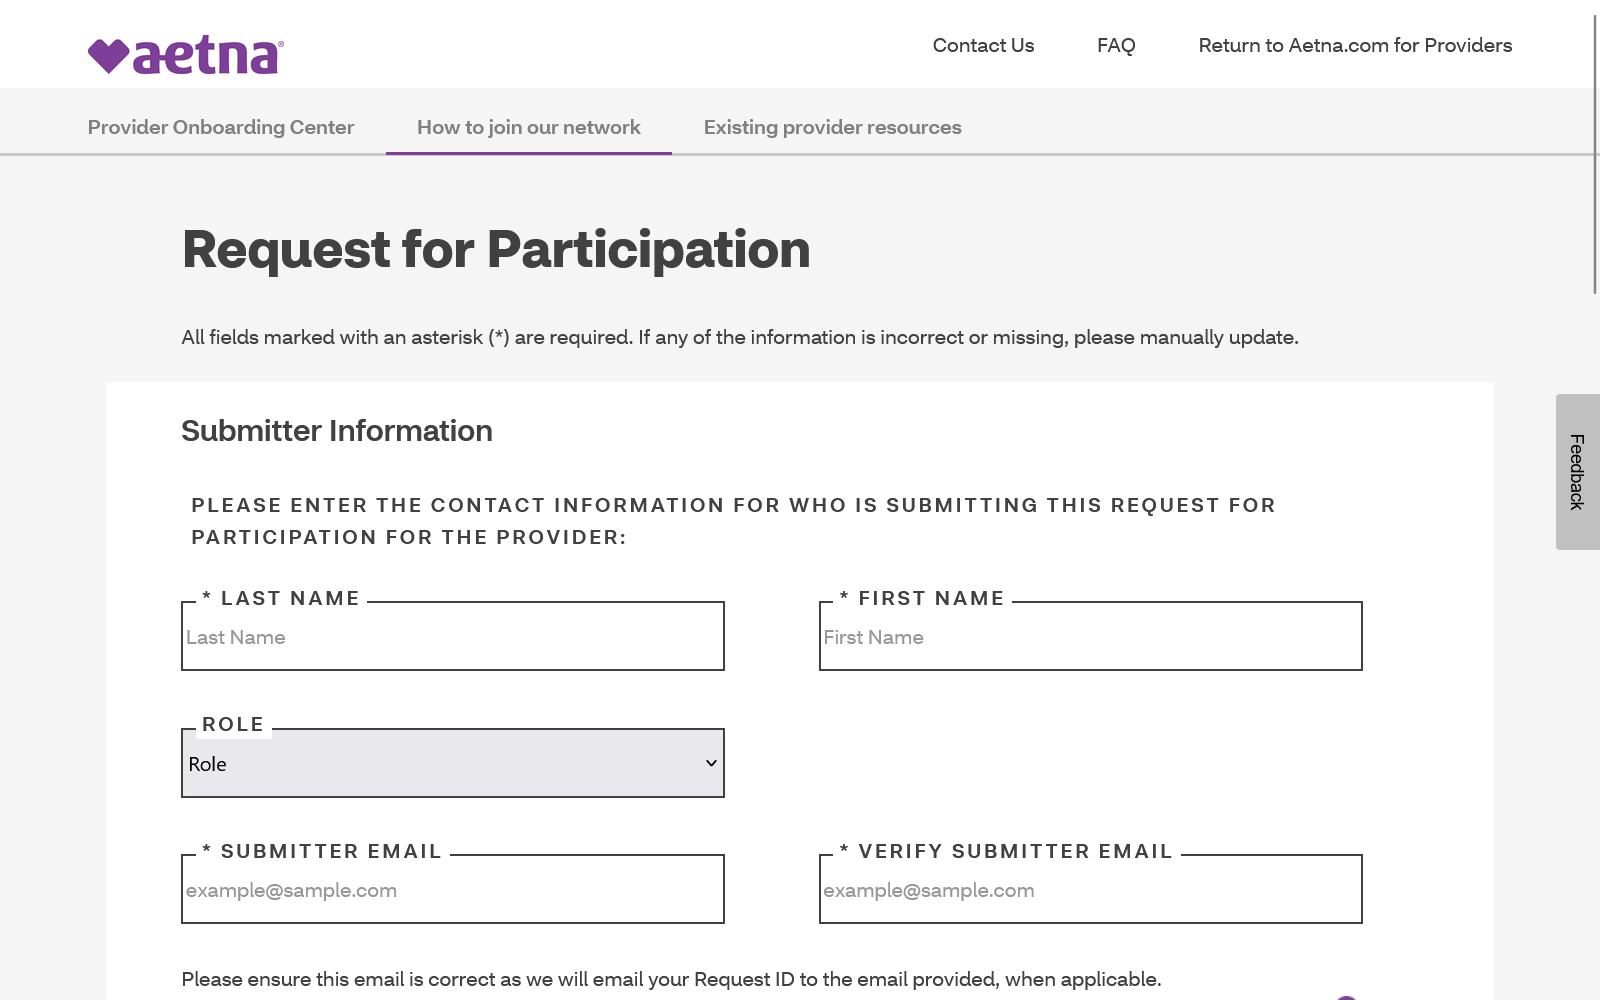 aetna®
Contact Us
FAQ
Return to Aetna.com for Providers
Provider Onboarding Center
How to join our network
Existing provider resources
Request for Participation
All fields marked with an asterisk (*) are required. If any of the information is incorrect or missing, please manually update.
Submitter Information
PLEASE ENTER THE CONTACT INFORMATION FOR WHO IS SUBMITTING THIS REQUEST FOR
PARTICIPATION FOR THE PROVIDER:
* LAST NAME
Last Name
* FIRST NAME
First Name
ROLE
Role
* SUBMITTER EMAIL
example@sample.com
* VERIFY SUBMITTER EMAIL
example@sample.com
Please ensure this email is correct as we will email your Request ID to the email provided, when applicable.
Feedback